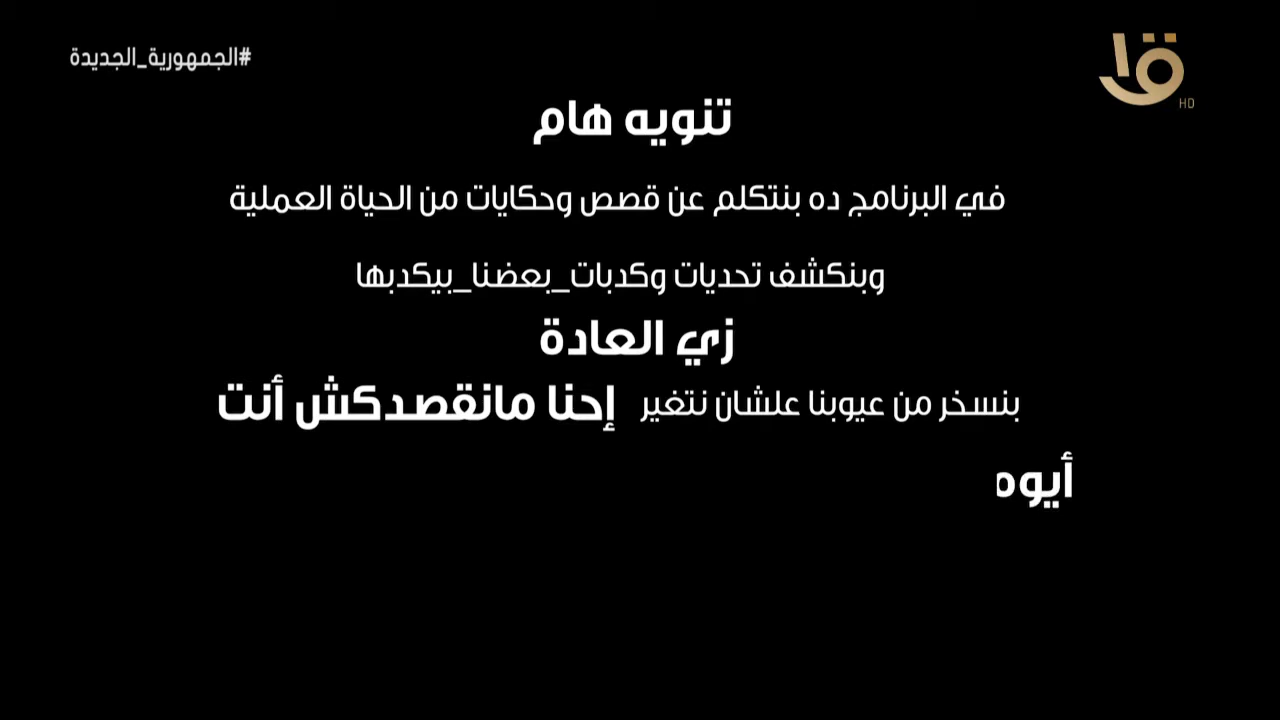 #الجمهورية_الجديدة
HD
تنويه هام
في البرنامج ده بنتكلم عن قصص وحكايات من الحياة العملية
وبنكشف تحديات وكدبات_بعضنا_بيكدبها
زي العادة
بنسخر من عيوبنا علشان نتغير إحنا مانقصدكش أنت
أيوه